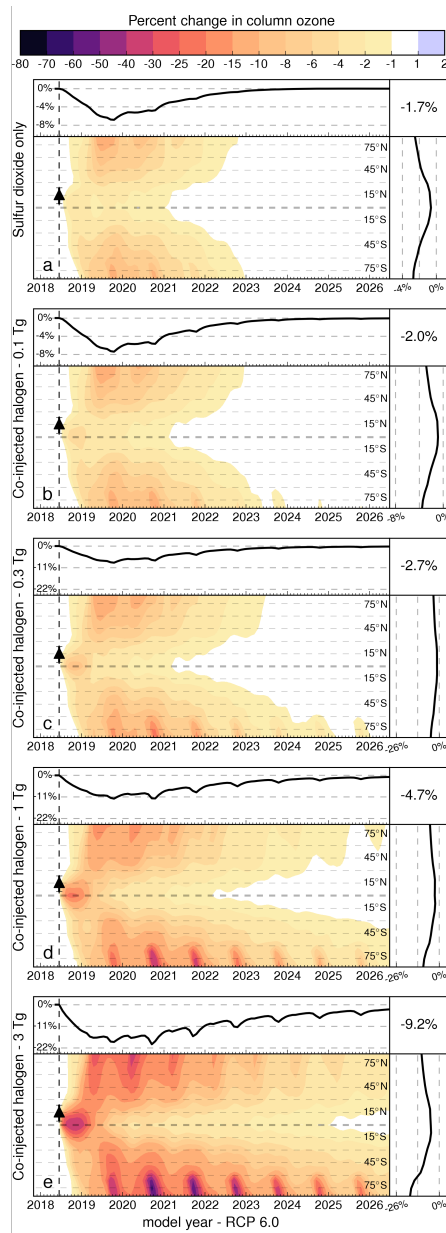 Percent change in column ozone
-80 -70 -60 -50 -40 -30 -20 -10 -8 -6 -4 -2 -1 1 2
Sulfur dioxide only
0%
-4%
-8%
-1.7%
75°N
45°N
15°N
15°S
45°S
75°S
a
2018 2019 2020 2021 2022 2023 2024 2025 2026
-4% 0%
Co-injected halogen - 0.1 Tg
0%
-4%
-8%
-2.0%
75°N
45°N
15°N
15°S
45°S
75°S
b
2018 2019 2020 2021 2022 2023 2024 2025 2026
-8% 0%
Co-injected halogen - 0.3 Tg
0%
-11%
-22%
-2.7%
75°N
45°N
15°N
15°S
45°S
75°S
c
2018 2019 2020 2021 2022 2023 2024 2025 2026
-26% 0%
Co-injected halogen - 1 Tg
0%
-11%
-22%
-4.7%
75°N
45°N
15°N
15°S
45°S
75°S
d
2018 2019 2020 2021 2022 2023 2024 2025 2026
-26% 0%
Co-injected halogen - 3 Tg
0%
-11%
-22%
-9.2%
75°N
45°N
15°N
15°S
45°S
75°S
e
2018 2019 2020 2021 2022 2023 2024 2025 2026
-26% 0%
model year - RCP 6.0